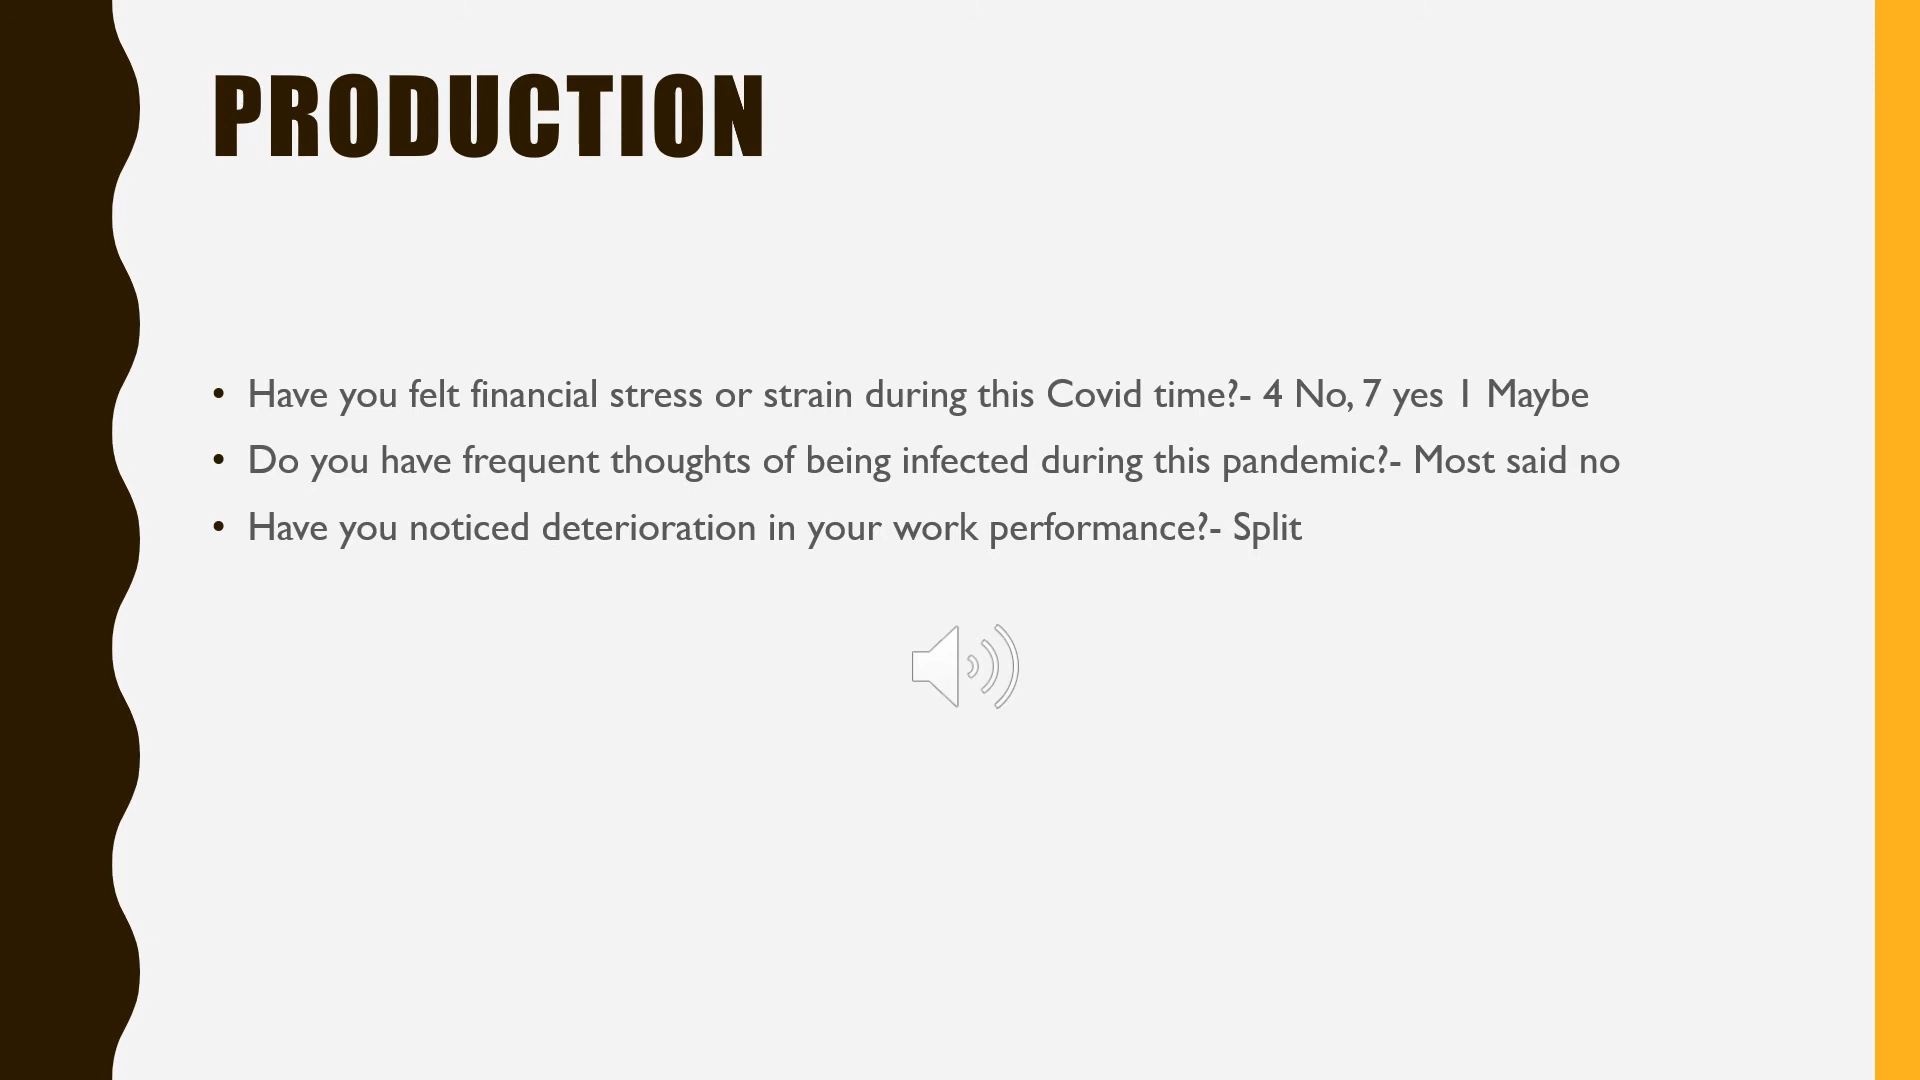 PRODUCTION
• Have you felt financial stress or strain during this Covid time?- 4 No, 7 yes 1 Maybe
• Do you have frequent thoughts of being infected during this pandemic?- Most said no
• Have you noticed deterioration in your work performance?- Split